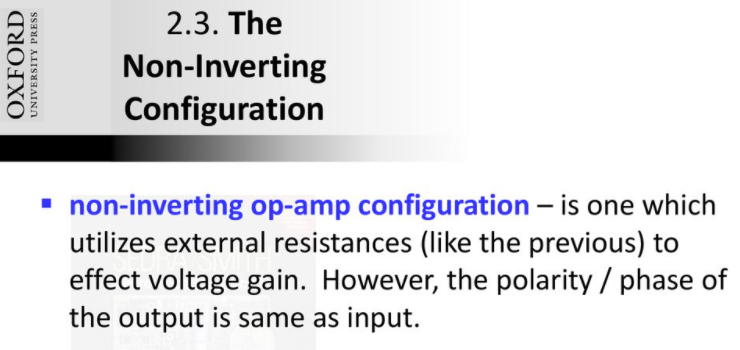 OXFORD
UNIVERSITY PRESS
2.3. The
Non-Inverting
Configuration
▪ non-inverting op-amp configuration – is one which
utilizes external resistances (like the previous) to
effect voltage gain.  However, the polarity / phase of
the output is same as input.
SEDRA SMITH